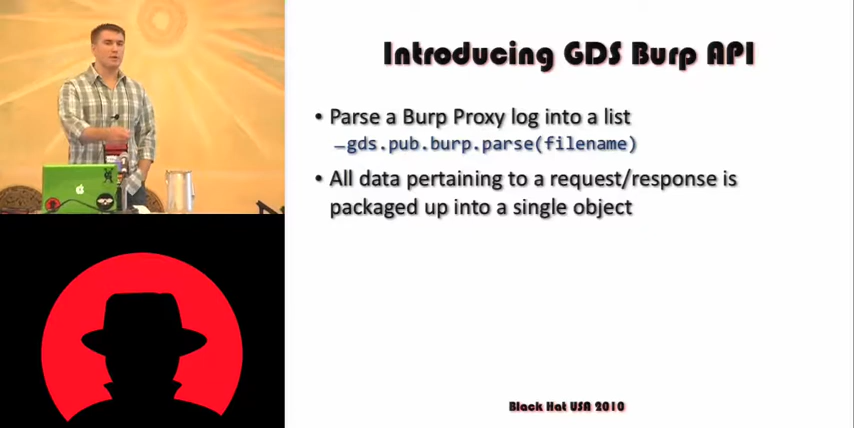 Introducing GDS Burp API
• Parse a Burp Proxy log into a list
–gds.pub.burp.parse(filename)
• All data pertaining to a request/response is
packaged up into a single object
Black Hat USA 2010